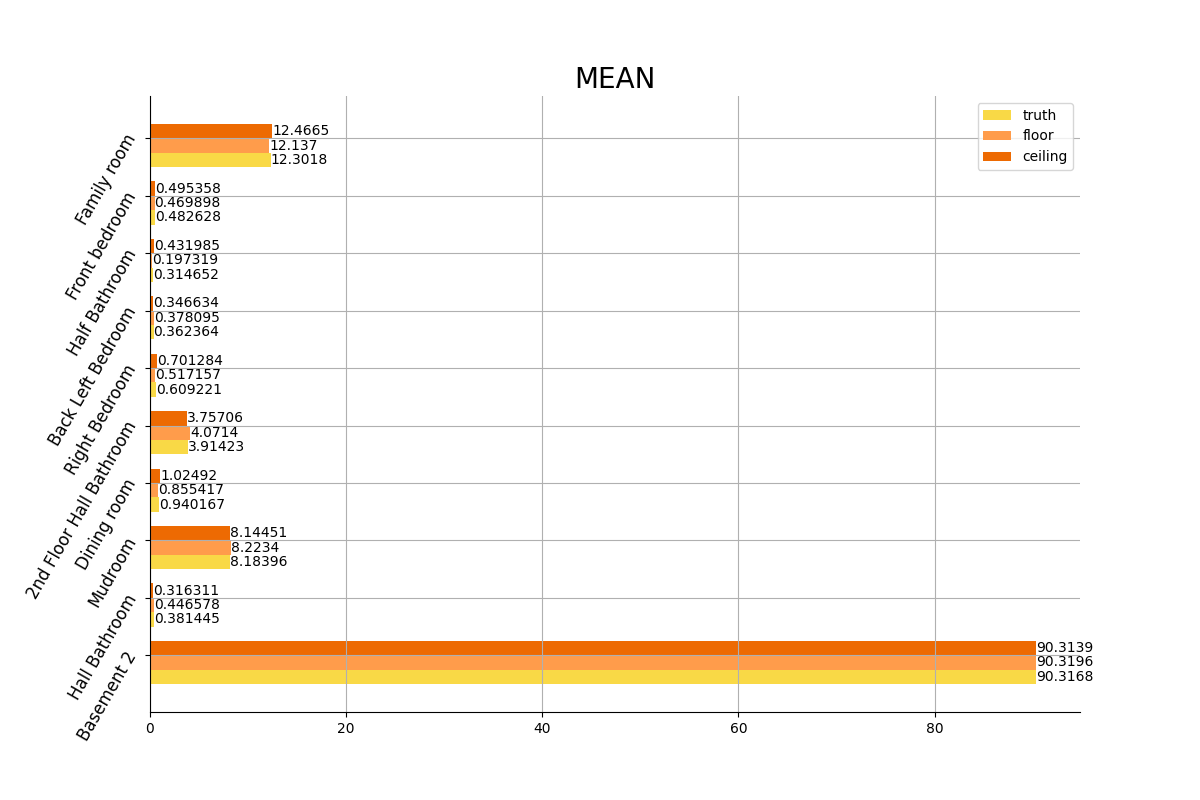 MEAN
truth
floor
ceiling
Family room
12.4665
12.137
12.3018
Front bedroom
0.495358
0.469898
0.482628
Half Bathroom
0.431985
0.197319
0.314652
Back Left Bedroom
0.346634
0.378095
0.362364
Right Bedroom
0.701284
0.517157
0.609221
2nd Floor Hall Bathroom
3.75706
4.0714
3.91423
Dining room
1.02492
0.855417
0.940167
Mudroom
8.14451
8.2234
8.18396
Hall Bathroom
0.316311
0.446578
0.381445
Basement 2
90.3139
90.3196
90.3168
0 20 40 60 80